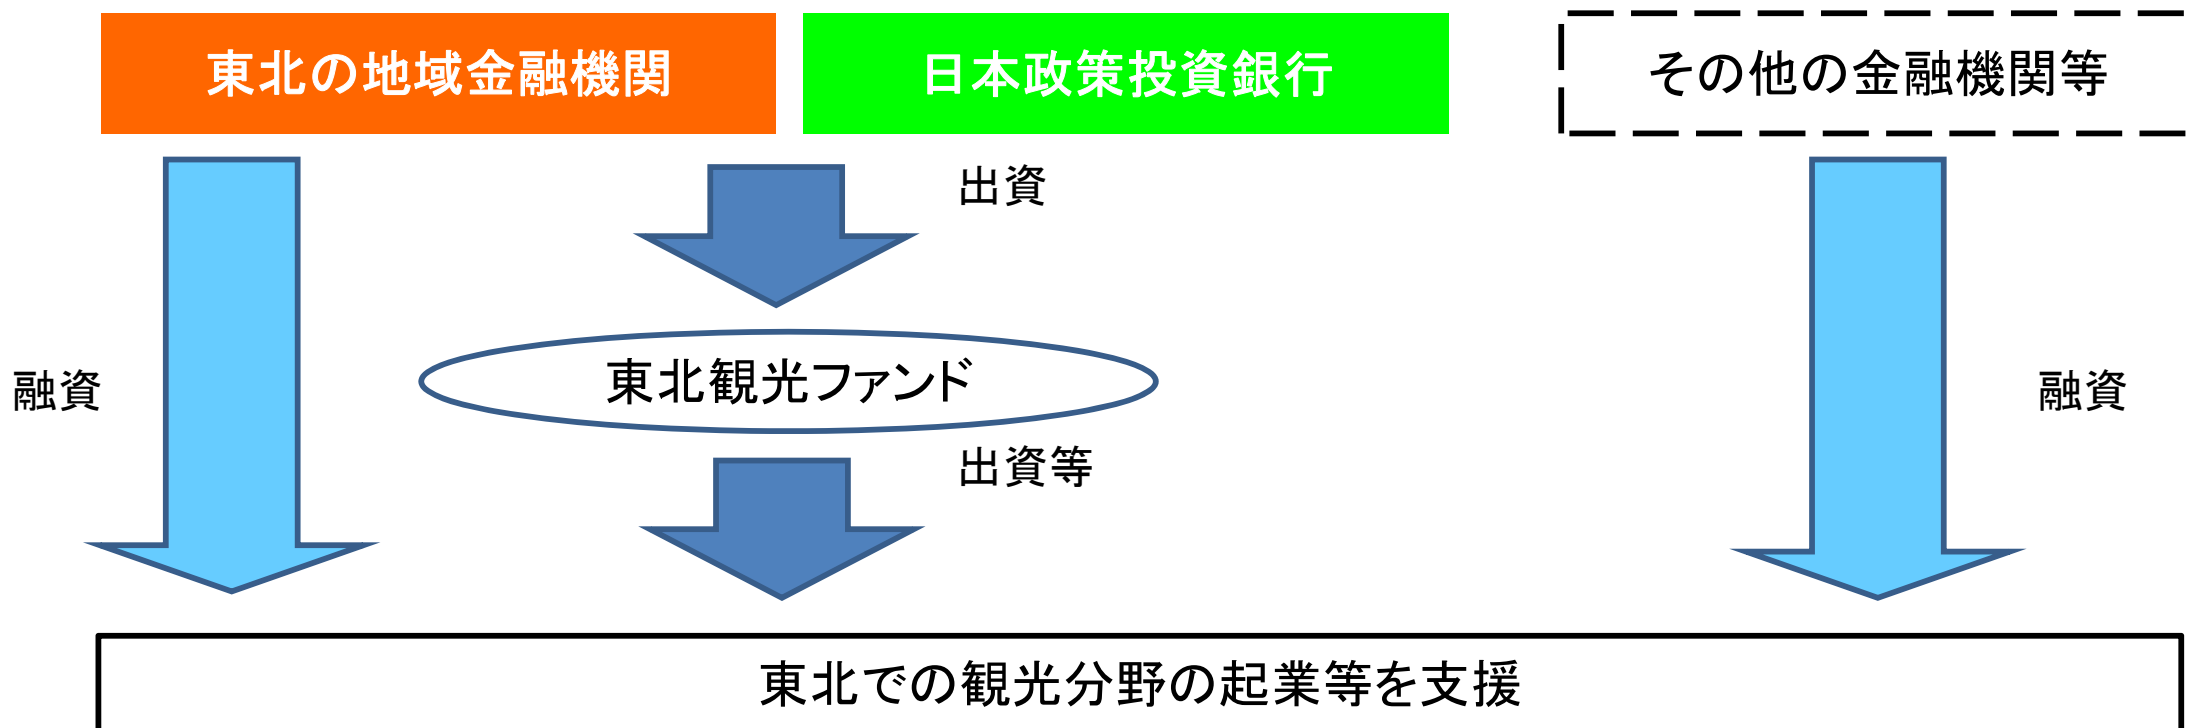 東北の地域金融機関
日本政策投資銀行
その他の金融機関等
出資
東北観光ファンド
融資
融資
出資等
東北での観光分野の起業等を支援